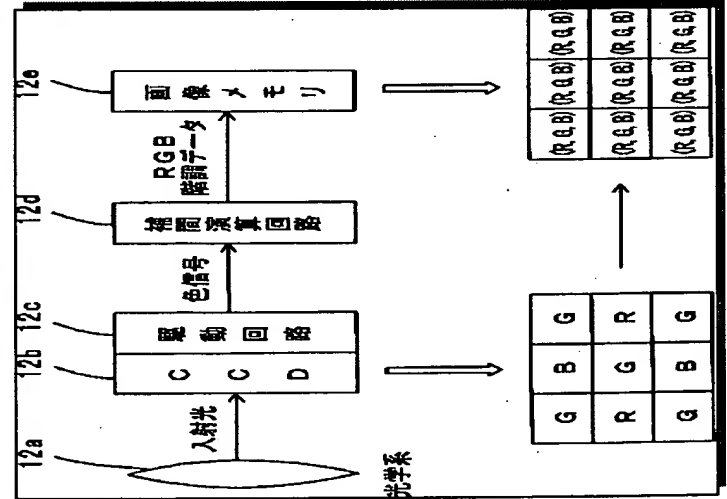 12a
12b
12c
12d
12e
入射光
CCD
駆動回路
色信号
補間演算回路
RGB
階調データ
画像メモリ
光学系
G B G
R G R
G B G
(R,G,B) (R,G,B) (R,G,B)
(R,G,B) (R,G,B) (R,G,B)
(R,G,B) (R,G,B) (R,G,B)